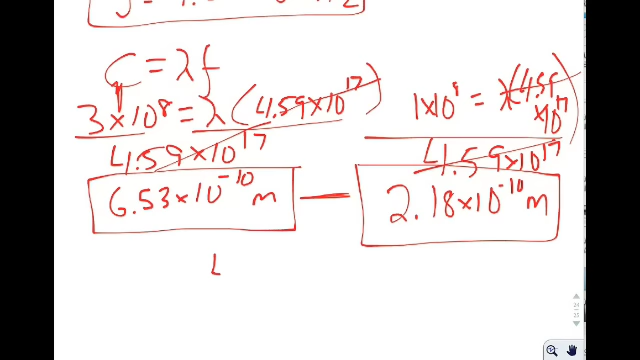 C = λf
3 × 10⁸ = λ(4.59 × 10¹⁷)
4.59 × 10¹⁷
6.53 × 10⁻¹⁰ m
1 × 10⁸ = λ(4.59 × 10¹⁷)
4.59 × 10¹⁷
2.18 × 10⁻¹⁰ m
L